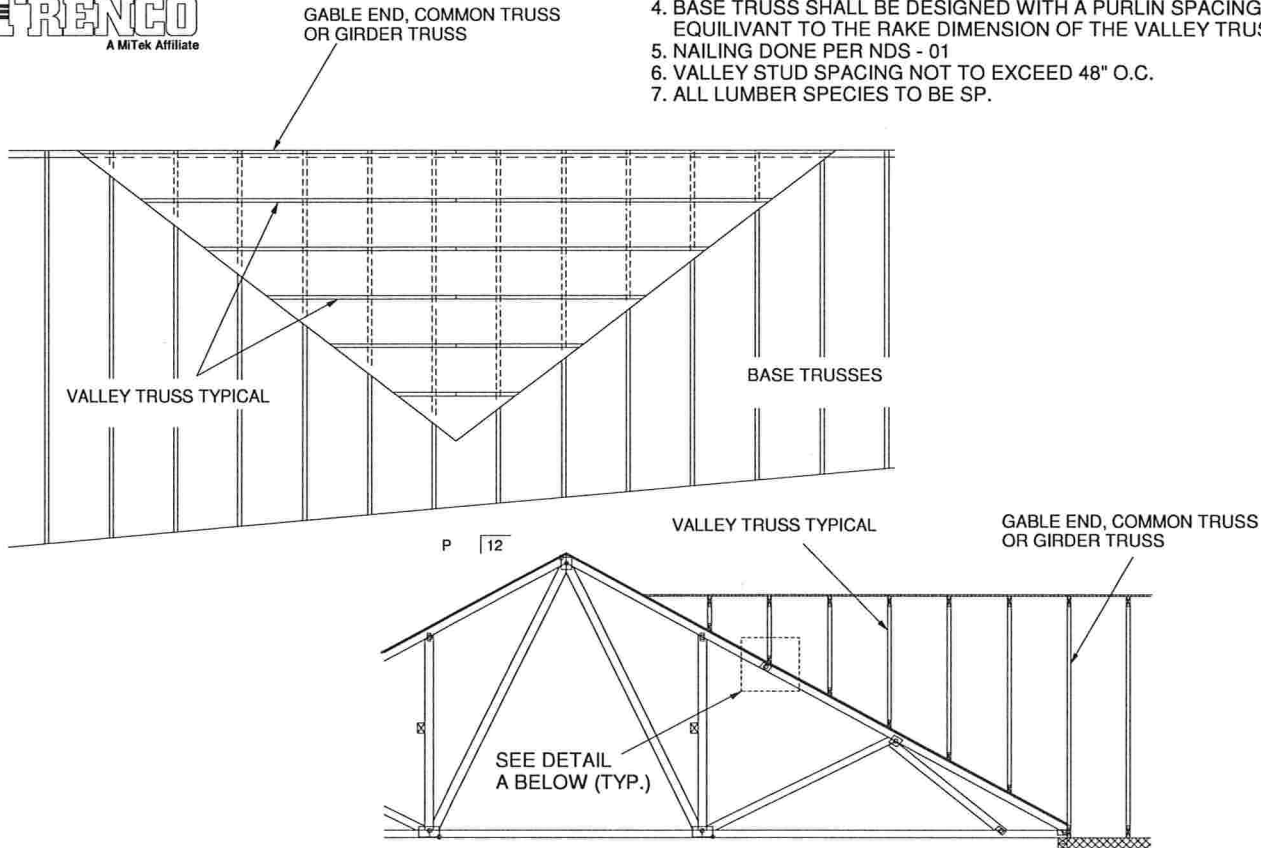 TRENCO
A MiTek Affiliate
GABLE END, COMMON TRUSS
OR GIRDER TRUSS
4. BASE TRUSS SHALL BE DESIGNED WITH A PURLIN SPACING
EQUILIVANT TO THE RAKE DIMENSION OF THE VALLEY TRUS
5. NAILING DONE PER NDS - 01
6. VALLEY STUD SPACING NOT TO EXCEED 48" O.C.
7. ALL LUMBER SPECIES TO BE SP.
VALLEY TRUSS TYPICAL
BASE TRUSSES
P 12
VALLEY TRUSS TYPICAL
GABLE END, COMMON TRUSS
OR GIRDER TRUSS
SEE DETAIL
A BELOW (TYP.)